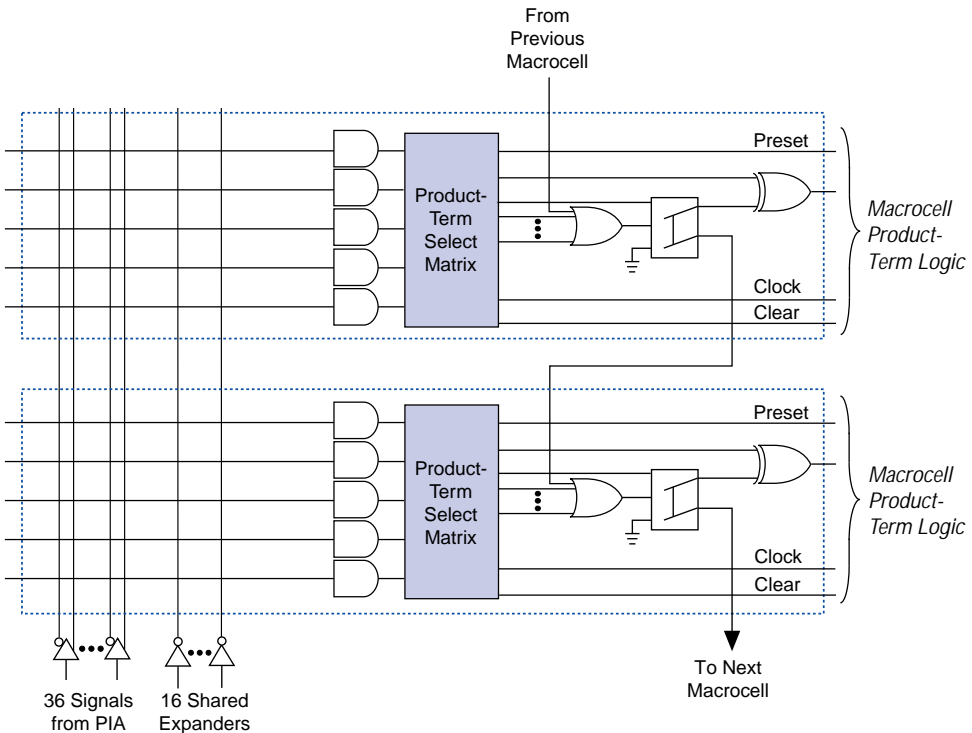 From
Previous
Macrocell
Preset
Product-
Term
Select
Matrix
Macrocell
Product-
Term Logic
Clock
Clear
Preset
Product-
Term
Select
Matrix
Macrocell
Product-
Term Logic
Clock
Clear
36 Signals
from PIA
16 Shared
Expanders
To Next
Macrocell